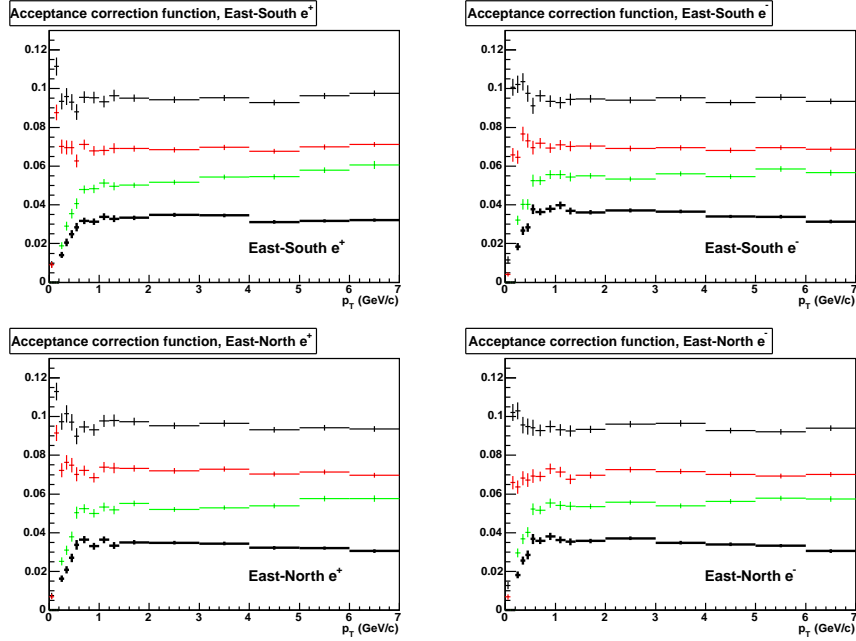 Acceptance correction function, East-South e⁺
0.12
0.1
0.08
0.06
0.04
0.02
0
East-South e⁺
0 1 2 3 4 5 6 7
p_T (GeV/c)
Acceptance correction function, East-South e⁻
0.12
0.1
0.08
0.06
0.04
0.02
0
East-South e⁻
0 1 2 3 4 5 6 7
p_T (GeV/c)
Acceptance correction function, East-North e⁺
0.12
0.1
0.08
0.06
0.04
0.02
0
East-North e⁺
0 1 2 3 4 5 6 7
p_T (GeV/c)
Acceptance correction function, East-North e⁻
0.12
0.1
0.08
0.06
0.04
0.02
0
East-North e⁻
0 1 2 3 4 5 6 7
p_T (GeV/c)